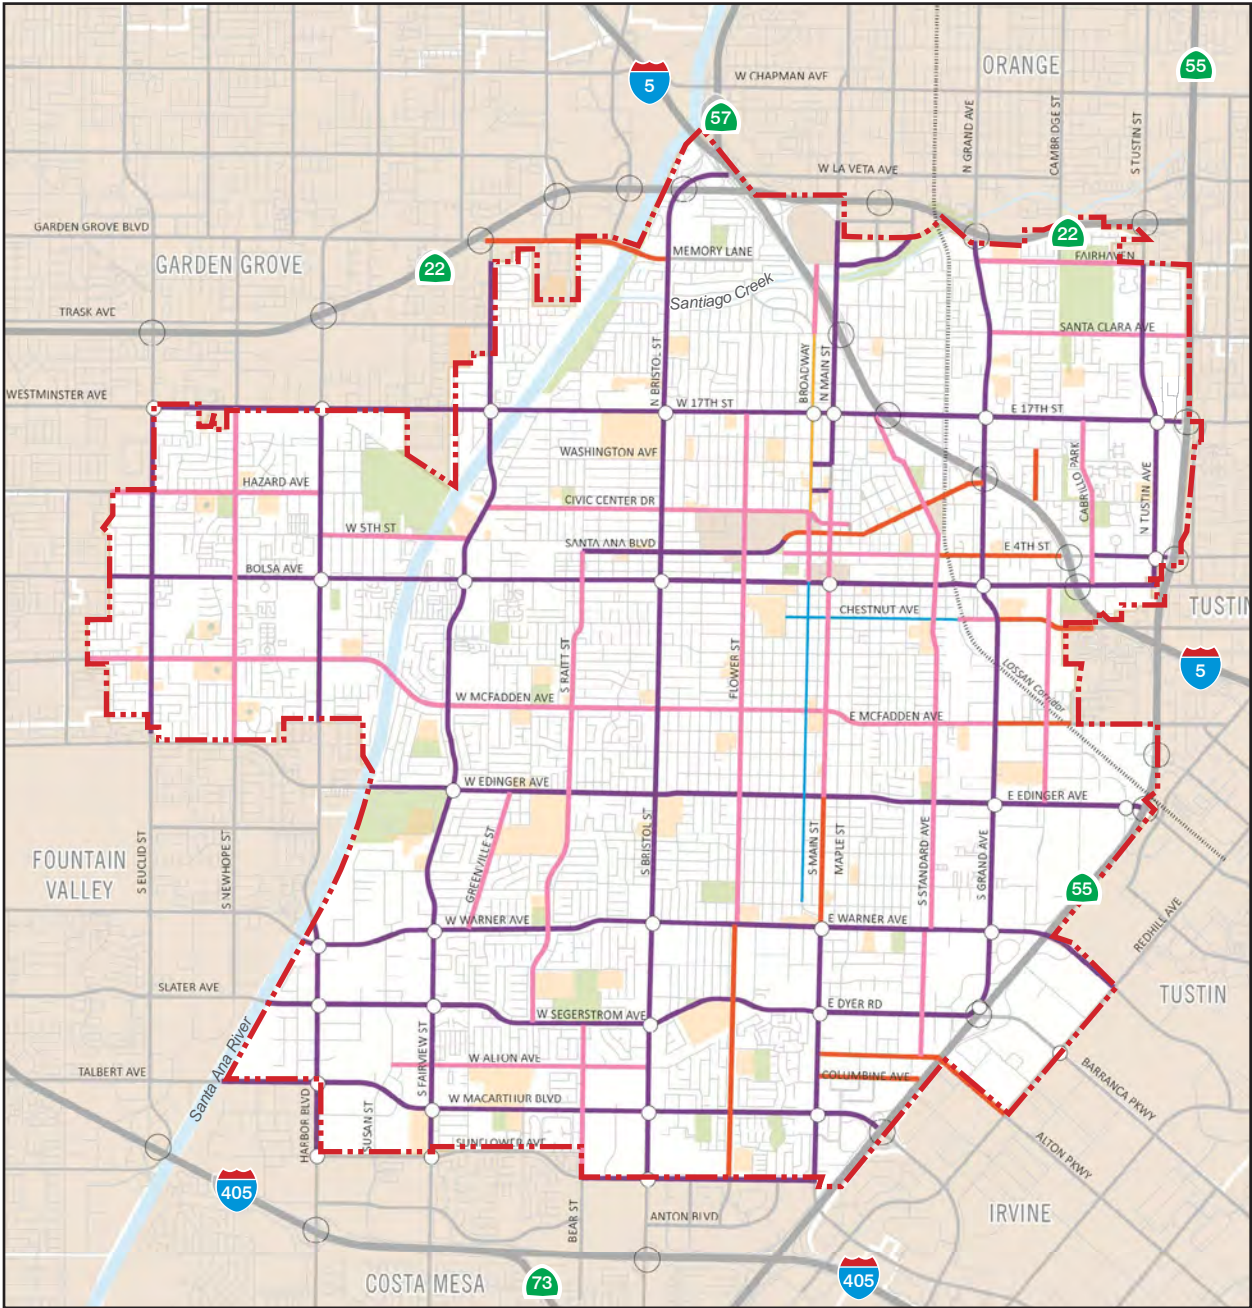 ORANGE
55
5
W CHAPMAN AVE
57
N GRAND AVE
CAMBRIDGE ST
S TUSTIN ST
W LA VETA AVE
GARDEN GROVE BLVD
22
GARDEN GROVE
22
MEMORY LANE
FAIRHAVEN
Santiago Creek
TRASK AVE
SANTA CLARA AVE
N BRISTOL ST
BROADWAY
N MAIN ST
WESTMINSTER AVE
W 17TH ST
E 17TH ST
WASHINGTON AVE
CABRILLO PARK
N TUSTIN AVE
HAZARD AVE
CIVIC CENTER DR
W 5TH ST
SANTA ANA BLVD
E 4TH ST
BOLSA AVE
CHESTNUT AVE
TUSTIN
S RAITT ST
FLOWER ST
LOSSAN Corridor
5
W MCFADDEN AVE
E MCFADDEN AVE
W EDINGER AVE
E EDINGER AVE
FOUNTAIN
VALLEY
S EUCLID ST
S NEWHOPE ST
GREENVILLE ST
S BRISTOL ST
S MAIN ST
MAPLE ST
S STANDARD AVE
S GRAND AVE
55
W WARNER AVE
E WARNER AVE
REDHILL AVE
SLATER AVE
TUSTIN
E DYER RD
W SEGERSTROM AVE
Santa Ana River
S FAIRVIEW ST
W ALTON AVE
TALBERT AVE
COLUMBINE AVE
BARRANCA PKWY
W MACARTHUR BLVD
HARBOR BLVD
SUSAN ST
SUNFLOWER AVE
ALTON PKWY
405
BEAR ST
ANTON BLVD
IRVINE
COSTA MESA
73
405